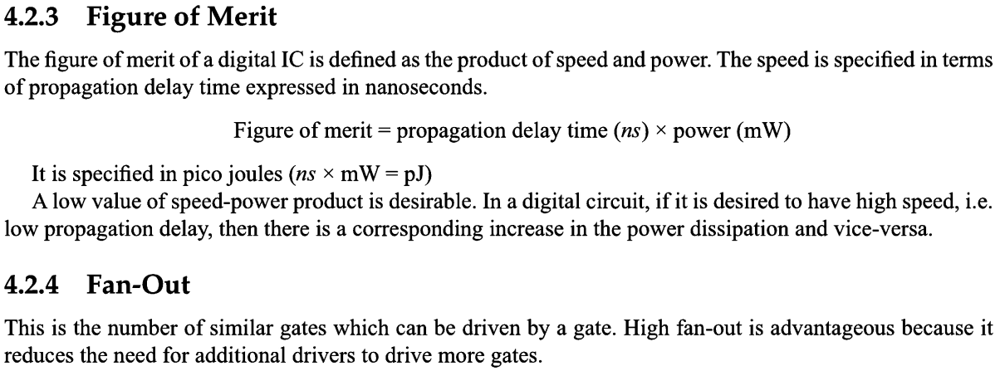 4.2.3 Figure of Merit
The figure of merit of a digital IC is defined as the product of speed and power. The speed is specified in terms
of propagation delay time expressed in nanoseconds.
Figure of merit = propagation delay time (ns) × power (mW)
It is specified in pico joules (ns × mW = pJ)
A low value of speed-power product is desirable. In a digital circuit, if it is desired to have high speed, i.e.
low propagation delay, then there is a corresponding increase in the power dissipation and vice-versa.
4.2.4 Fan-Out
This is the number of similar gates which can be driven by a gate. High fan-out is advantageous because it
reduces the need for additional drivers to drive more gates.